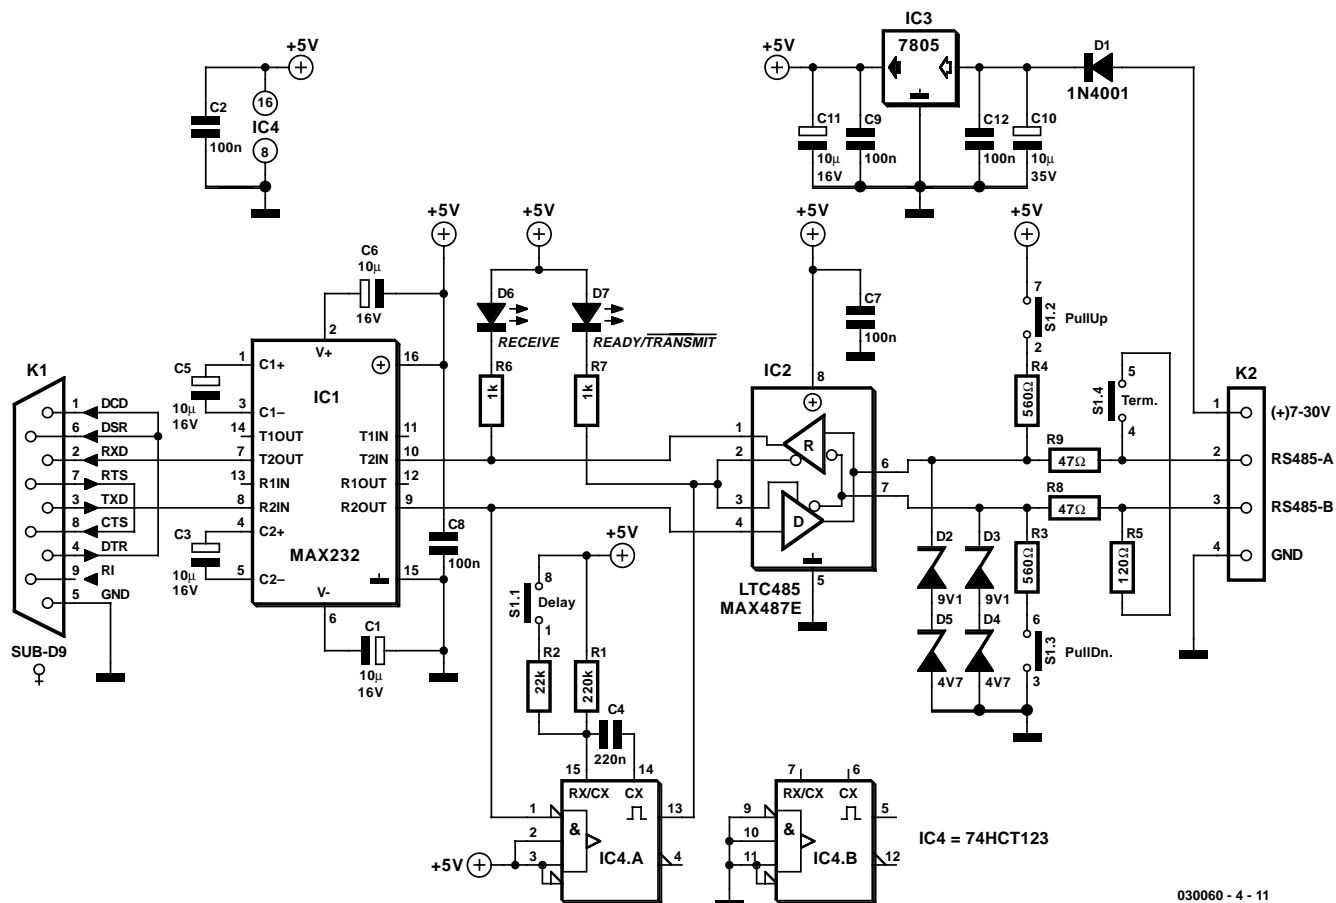 IC3
+5V
+5V
7805
D1
1N4001
C2
16
IC4
100n
8
C11
C9
C12
C10
10µ
100n
100n
10µ
16V
35V
+5V
+5V
+5V
+5V
C6
10µ
16V
D6
D7
RECEIVE
READY/TRANSMIT
C7
100n
7
S1.2
PullUp
2
R4
560Ω
2
V+
16
K1
C5
10µ
16V
1
C1+
3
C1–
IC1
R6
1k
R7
1k
IC2
8
5
S1.4
Term.
4
K2
1
DCD
6
DSR
2
RXD
7
RTS
3
TXD
8
CTS
4
DTR
9
RI
5
GND
SUB-D9
14
T1OUT
T1IN
11
7
T2OUT
T2IN
10
13
R1IN
R1OUT
12
8
R2IN
R2OUT
9
4
C2+
5
C2–
MAX232
15
V-
6
C3
10µ
16V
C8
100n
C1
10µ
16V
1
2
3
4
R
D
6
7
5
LTC485
MAX487E
R9
47Ω
R8
47Ω
1
(+)7-30V
2
RS485-A
3
RS485-B
4
GND
D2
D3
R3
R5
9V1
9V1
560Ω
120Ω
D5
D4
4V7
4V7
6
S1.3
PullDn.
3
+5V
8
S1.1
Delay
1
R2
22k
R1
220k
C4
220n
15
14
RX/CX
CX
1
2
3
&
13
4
IC4.A
+5V
7
6
RX/CX
CX
9
10
11
&
5
12
IC4.B
IC4 = 74HCT123
030060 - 4 - 11